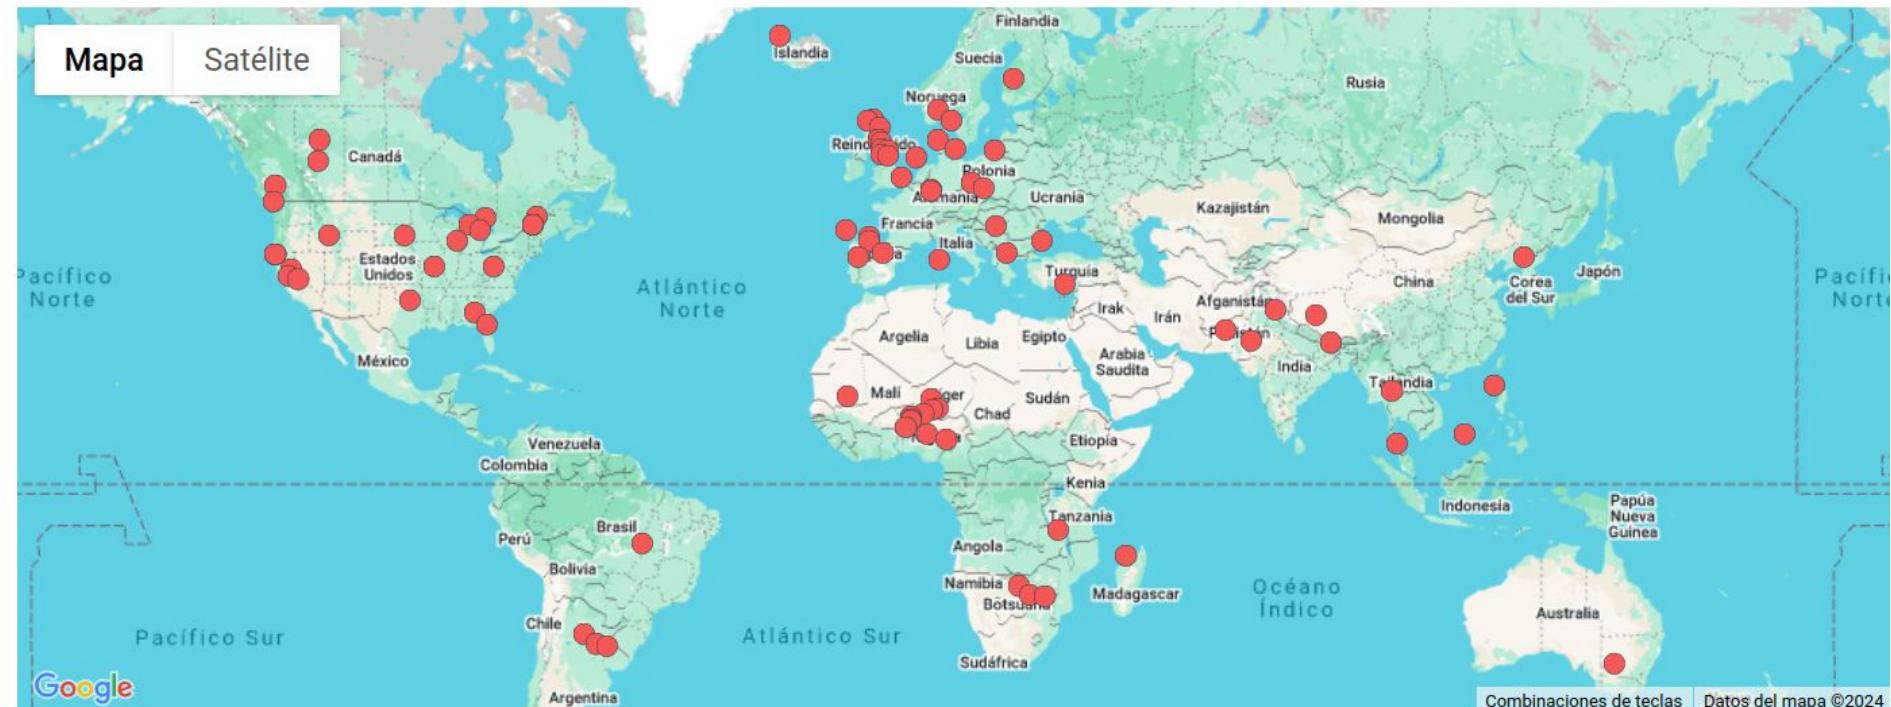 Mapa
Satélite
Finlandia
Islandia
Suecia
Rusia
Noruega
Canadá
Polonia
Ucrania
Kazajistán
Mongolia
Francia
Italia
Estados
Unidos
Pacífico
Norte
Atlántico
Norte
Turquía
China
Corea
del Sur
Japón
Afganistán
Irak
Irán
Argelia
Libia
Egipto
Arabia
Saudita
India
México
Malí
Sudán
Chad
Tailandia
Etiopía
Venezuela
Colombia
Kenia
Indonesia
Papúa
Nueva
Guinea
Tanzania
Brasil
Perú
Angola
Bolivia
Namibia
Botsuana
Madagascar
Océano
Índico
Australia
Chile
Pacífico Sur
Atlántico Sur
Sudáfrica
Google
Argentina
Combinaciones de teclas
Datos del mapa ©2024